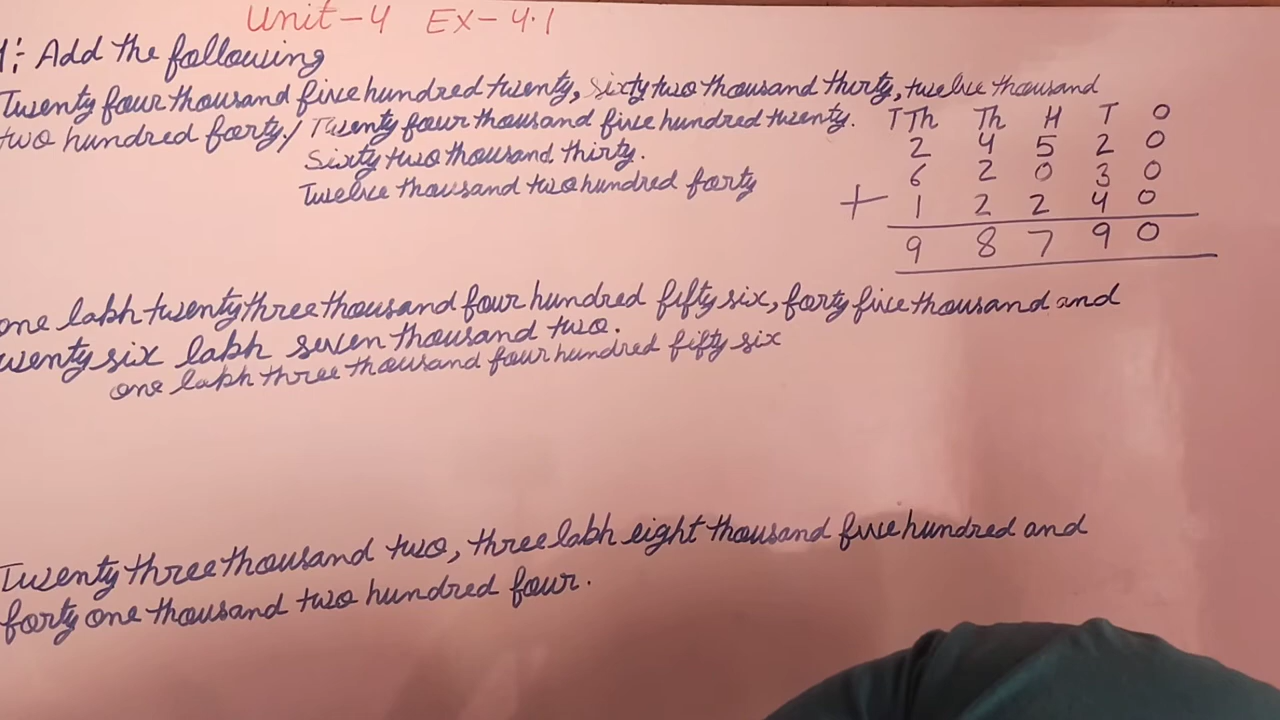 Unit-4 Ex-4.1
1:- Add the following
Twenty four thousand five hundred twenty, sixty two thousand thirty, twelve thousand
two hundred forty./ Twenty four thousand five hundred twenty.
Sixty two thousand thirty.
Twelve thousand two hundred forty
TTh Th H T O
2 4 5 2 0
6 2 0 3 0
+ 1 2 2 4 0
9 8 7 9 0
one lakh twenty three thousand four hundred fifty six, forty five thousand and
wenty six lakh seven thousand two.
one lakh three thousand four hundred fifty six
Twenty three thousand two, three lakh eight thousand five hundred and
forty one thousand two hundred four.